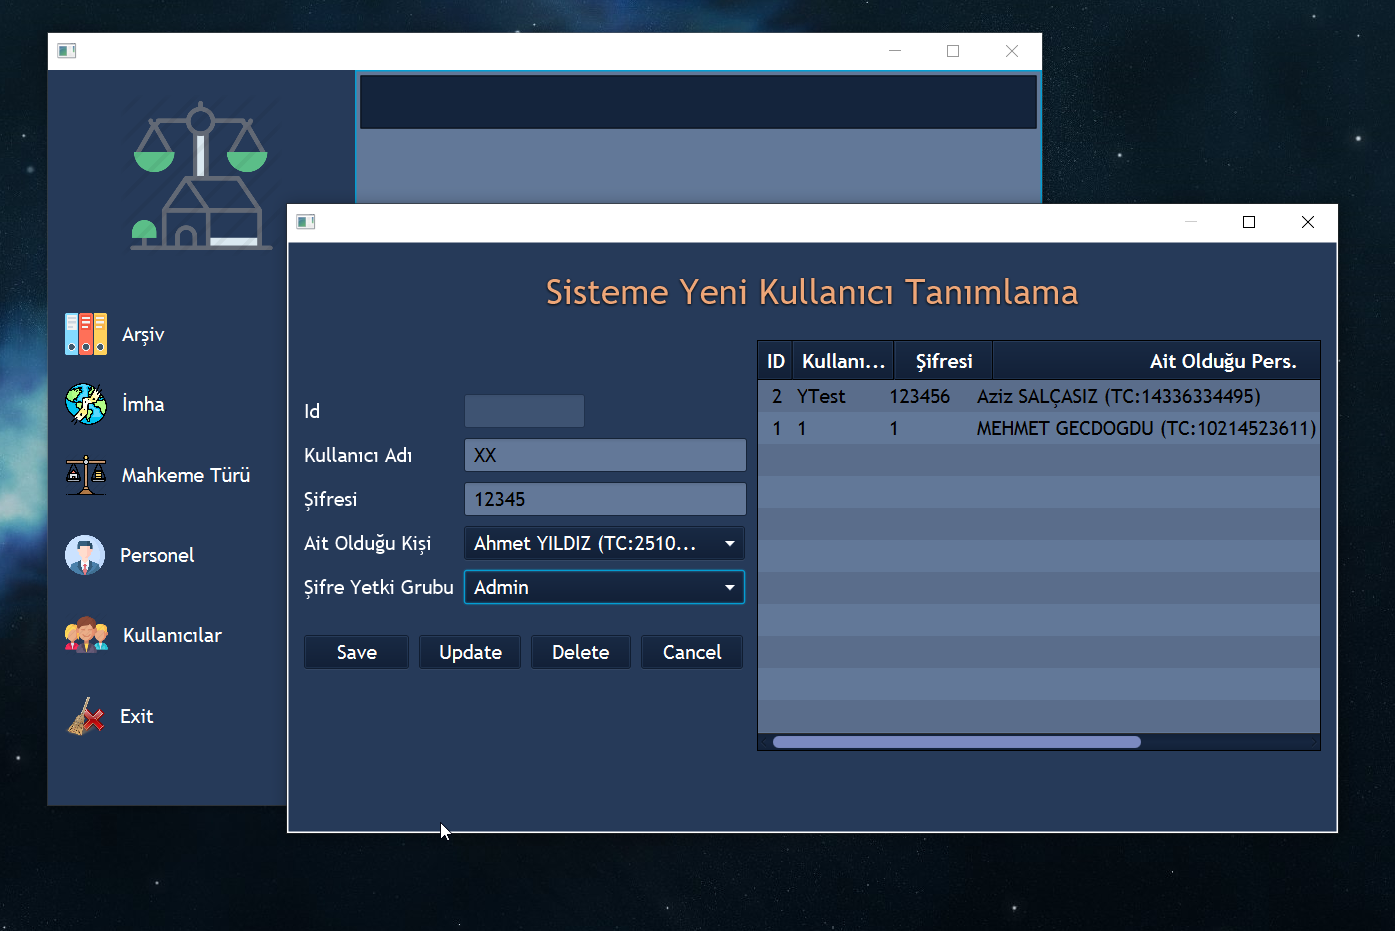 Arşiv
İmha
Mahkeme Türü
Personel
Kullanıcılar
Exit
Sisteme Yeni Kullanıcı Tanımlama
Id
Kullanıcı Adı
XX
Şifresi
12345
Ait Olduğu Kişi
Ahmet YILDIZ (TC:2510...
Şifre Yetki Grubu
Admin
Save Update Delete Cancel
ID Kullanı... Şifresi Ait Olduğu Pers.
2 YTest 123456 Aziz SALÇASIZ (TC:14336334495)
1 1 1 MEHMET GECDOGDU (TC:10214523611)